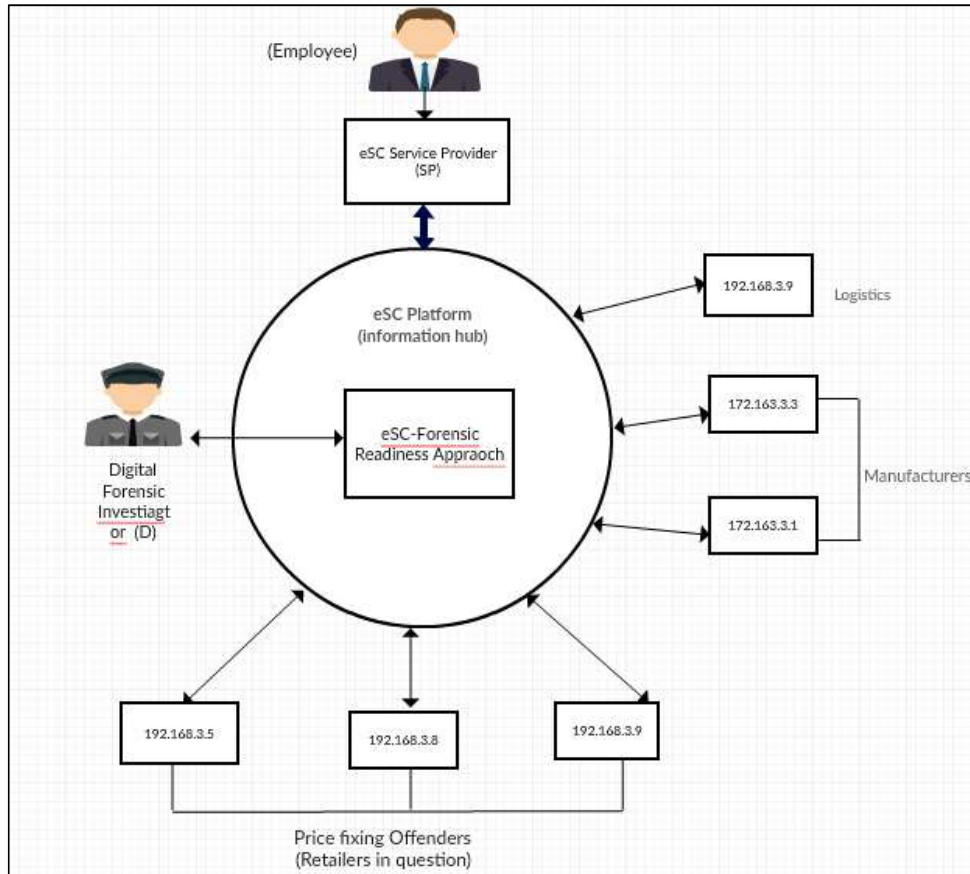 (Employee)
eSC Service Provider
(SP)
eSC Platform
(information hub)
192.168.3.9
Logistics
172.163.3.3
eSC-Forensic
Readiness Appraoch
Manufacturers
Digital
Forensic
Investiagt
or (D)
172.163.3.1
192.168.3.5
192.168.3.8
192.168.3.9
Price fixing Offenders
(Retailers in question)